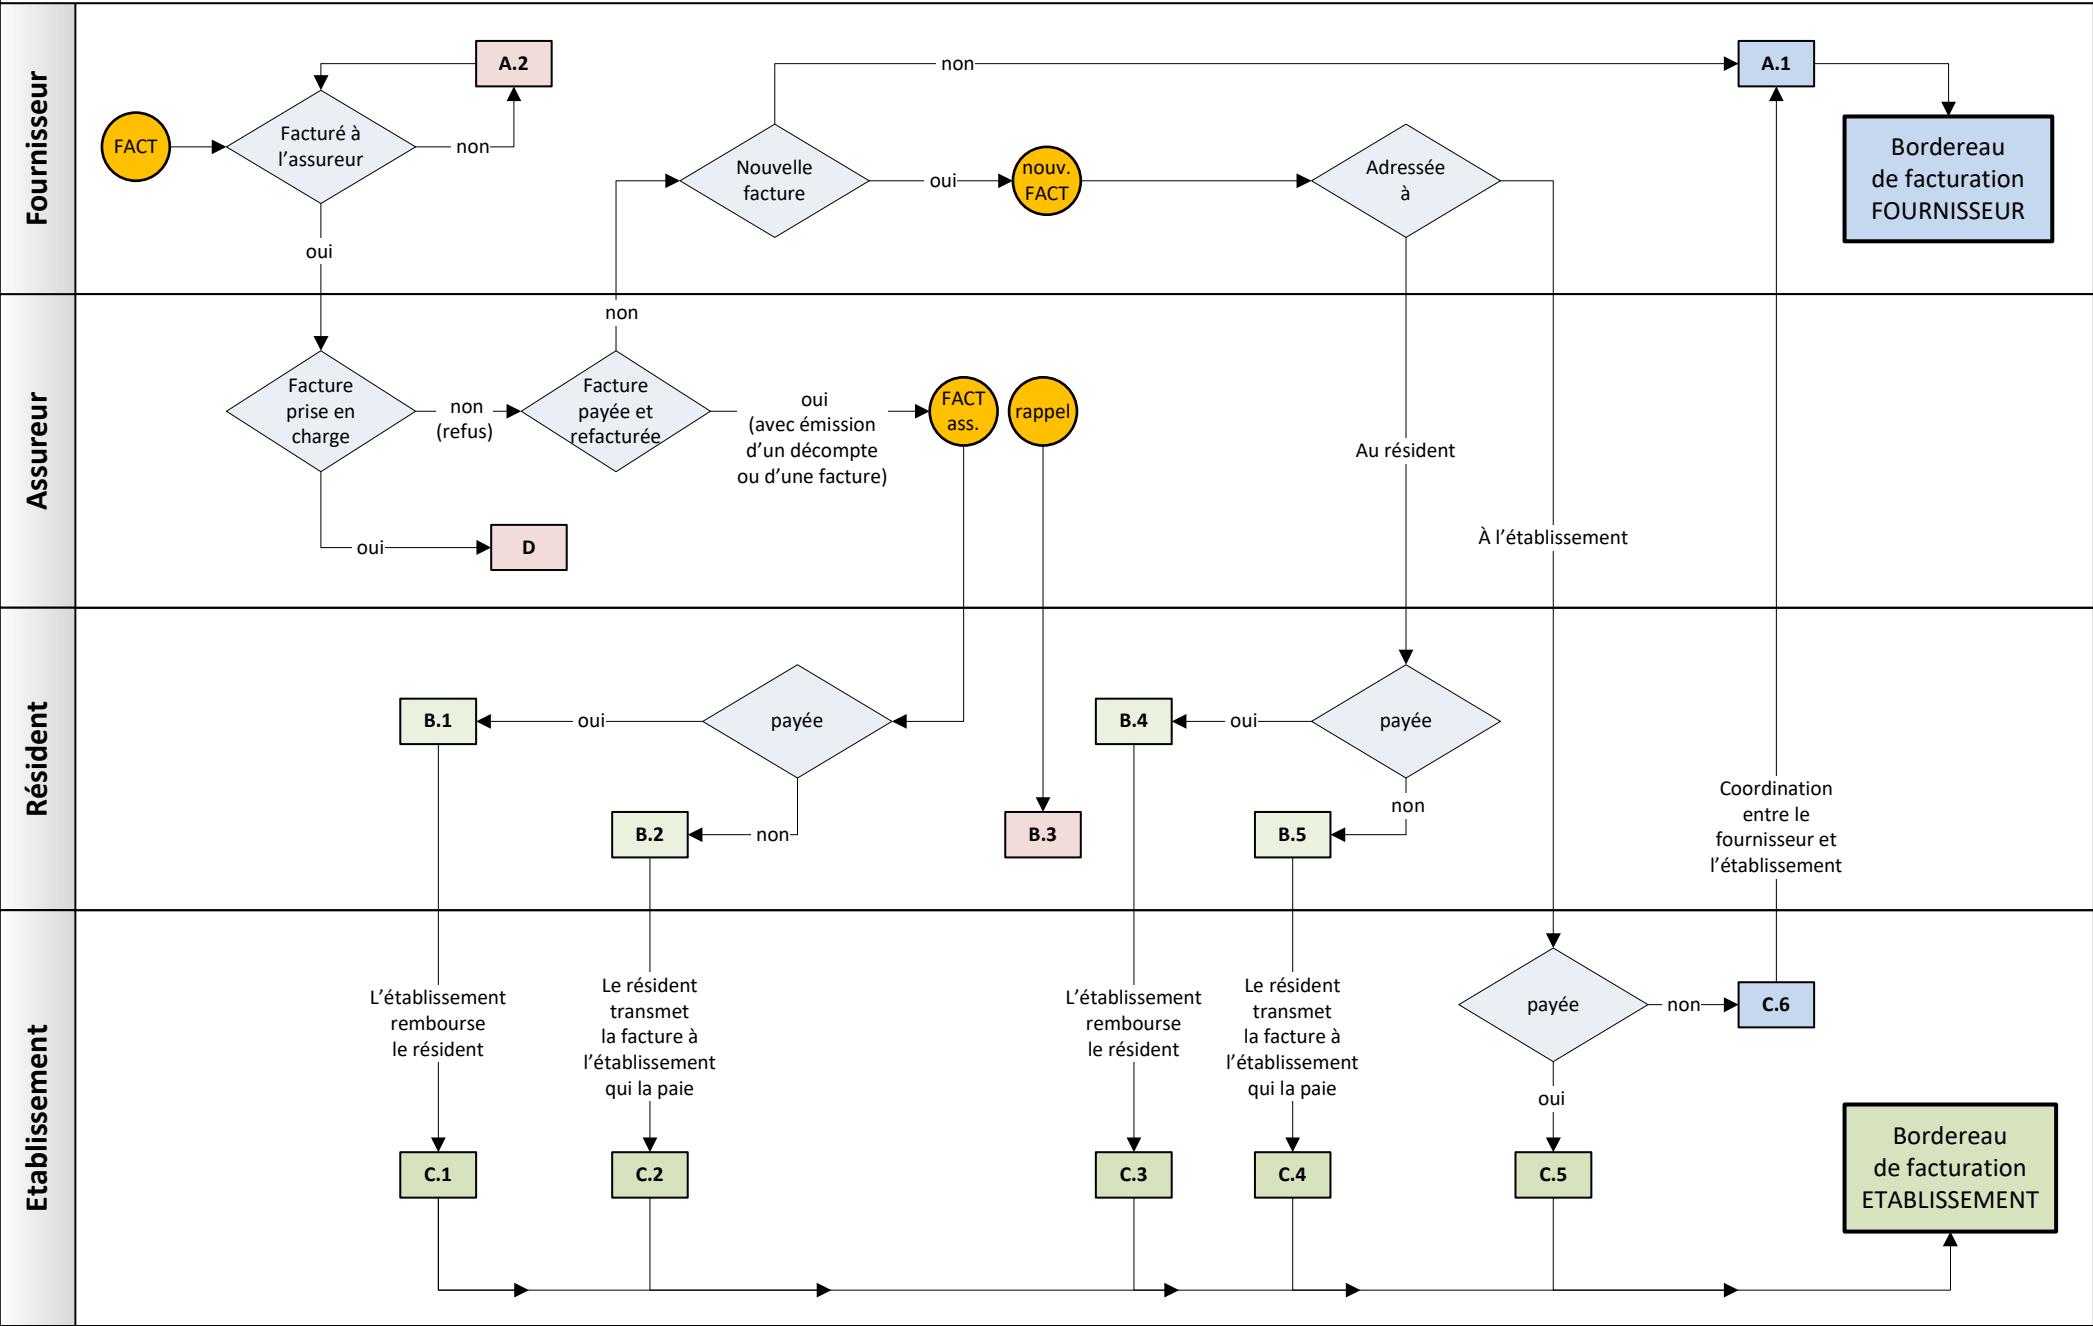 Fournisseur
FACT
Facturé à
l’assureur
non
A.2
oui
Nouvelle
facture
non
oui
nouv.
FACT
Adressée
à
A.1
Bordereau
de facturation
FOURNISSEUR
Assureur
Facture
prise en
charge
non
(refus)
oui
D
Facture
payée et
refacturée
non
oui
(avec émission
d’un décompte
ou d’une facture)
FACT
ass.
rappel
Au résident
À l’établissement
Résident
B.1
oui
payée
non
B.2
B.3
B.4
oui
payée
non
B.5
Coordination
entre le
fournisseur et
l’établissement
Etablissement
L’établissement
rembourse
le résident
Le résident
transmet
la facture à
l’établissement
qui la paie
L’établissement
rembourse
le résident
Le résident
transmet
la facture à
l’établissement
qui la paie
payée
non
C.6
oui
C.1
C.2
C.3
C.4
C.5
Bordereau
de facturation
ETABLISSEMENT